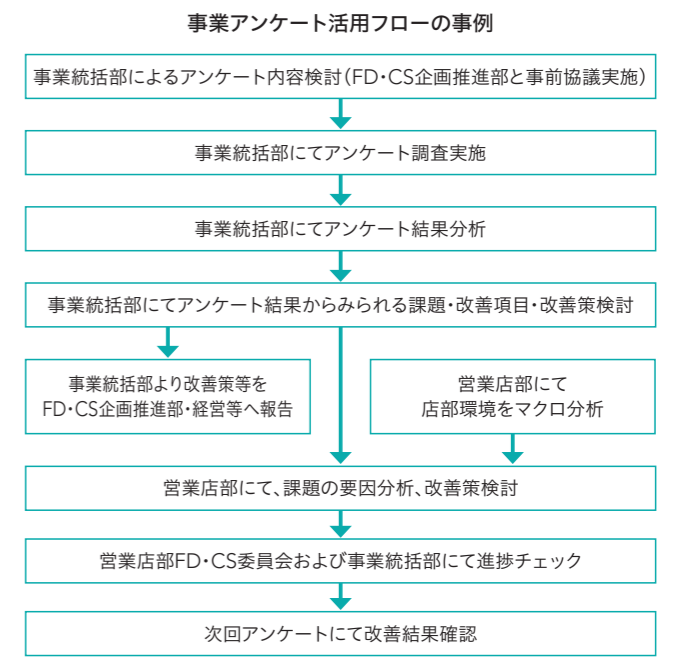 事業アンケート活用フローの事例
事業統括部によるアンケート内容検討(FD・CS企画推進部と事前協議実施)
事業統括部にてアンケート調査実施
事業統括部にてアンケート結果分析
事業統括部にてアンケート結果からみられる課題・改善項目・改善策検討
事業統括部より改善策等を
FD・CS企画推進部・経営等へ報告
営業店部にて
店部環境をマクロ分析
営業店部にて、課題の要因分析、改善策検討
営業店部FD・CS委員会および事業統括部にて進捗チェック
次回アンケートにて改善結果確認